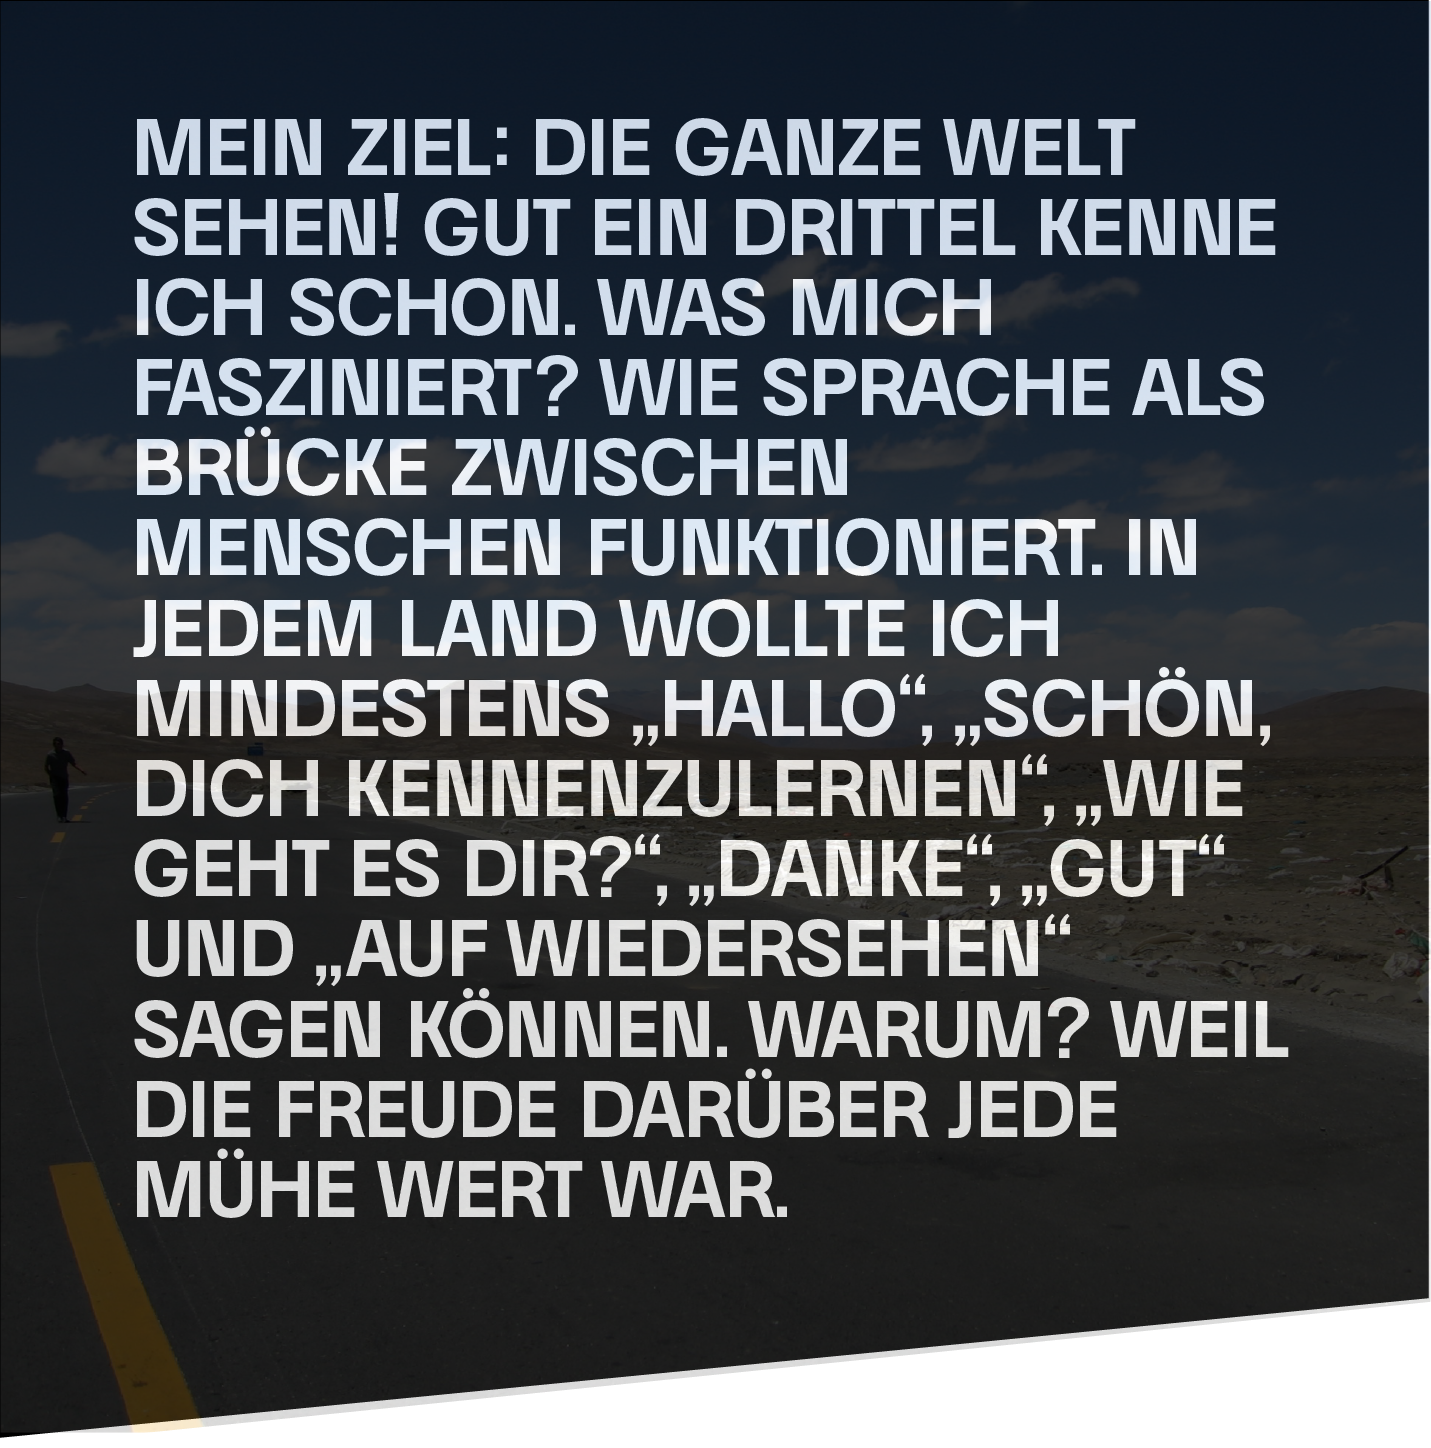 MEIN ZIEL: DIE GANZE WELT
SEHEN! GUT EIN DRITTEL KENNE
ICH SCHON. WAS MICH
FASZINIERT? WIE SPRACHE ALS
BRÜCKE ZWISCHEN
MENSCHEN FUNKTIONIERT. IN
JEDEM LAND WOLLTE ICH
MINDESTENS „HALLO“, „SCHÖN,
DICH KENNENZULERNEN“, „WIE
GEHT ES DIR?“, „DANKE“, „GUT“
UND „AUF WIEDERSEHEN“
SAGEN KÖNNEN. WARUM? WEIL
DIE FREUDE DARÜBER JEDE
MÜHE WERT WAR.